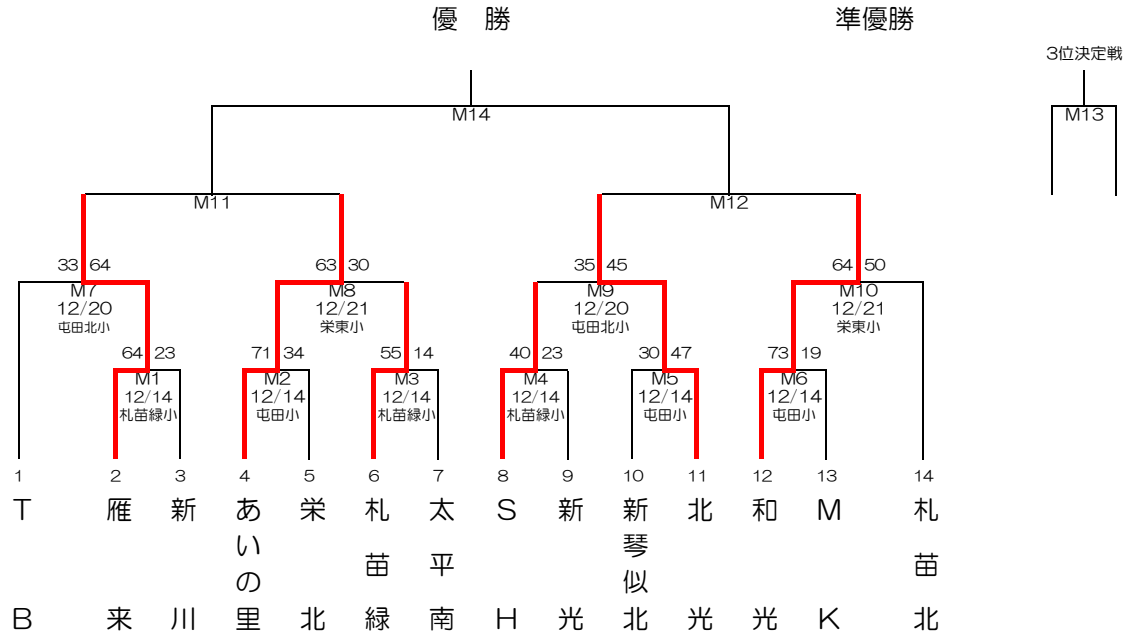 優　勝
準優勝
3位決定戦
M14
M13
M11
M12
33 64
63 30
35 45
64 50
M7
M8
M9
M10
12/20
12/21
12/20
12/21
屯田北小
栄東小
屯田北小
栄東小
64 23
71 34
55 14
40 23
30 47
73 19
M1
M2
M3
M4
M5
M6
12/14
12/14
12/14
12/14
12/14
12/14
札苗緑小
屯田小
札苗緑小
札苗緑小
屯田小
屯田小
1
2
3
4
5
6
7
8
9
10
11
12
13
14
TB
雁来
新川
あいの里
栄北
札苗緑
太平南
SH
新光
新琴似北
北光
和光
MK
札苗北